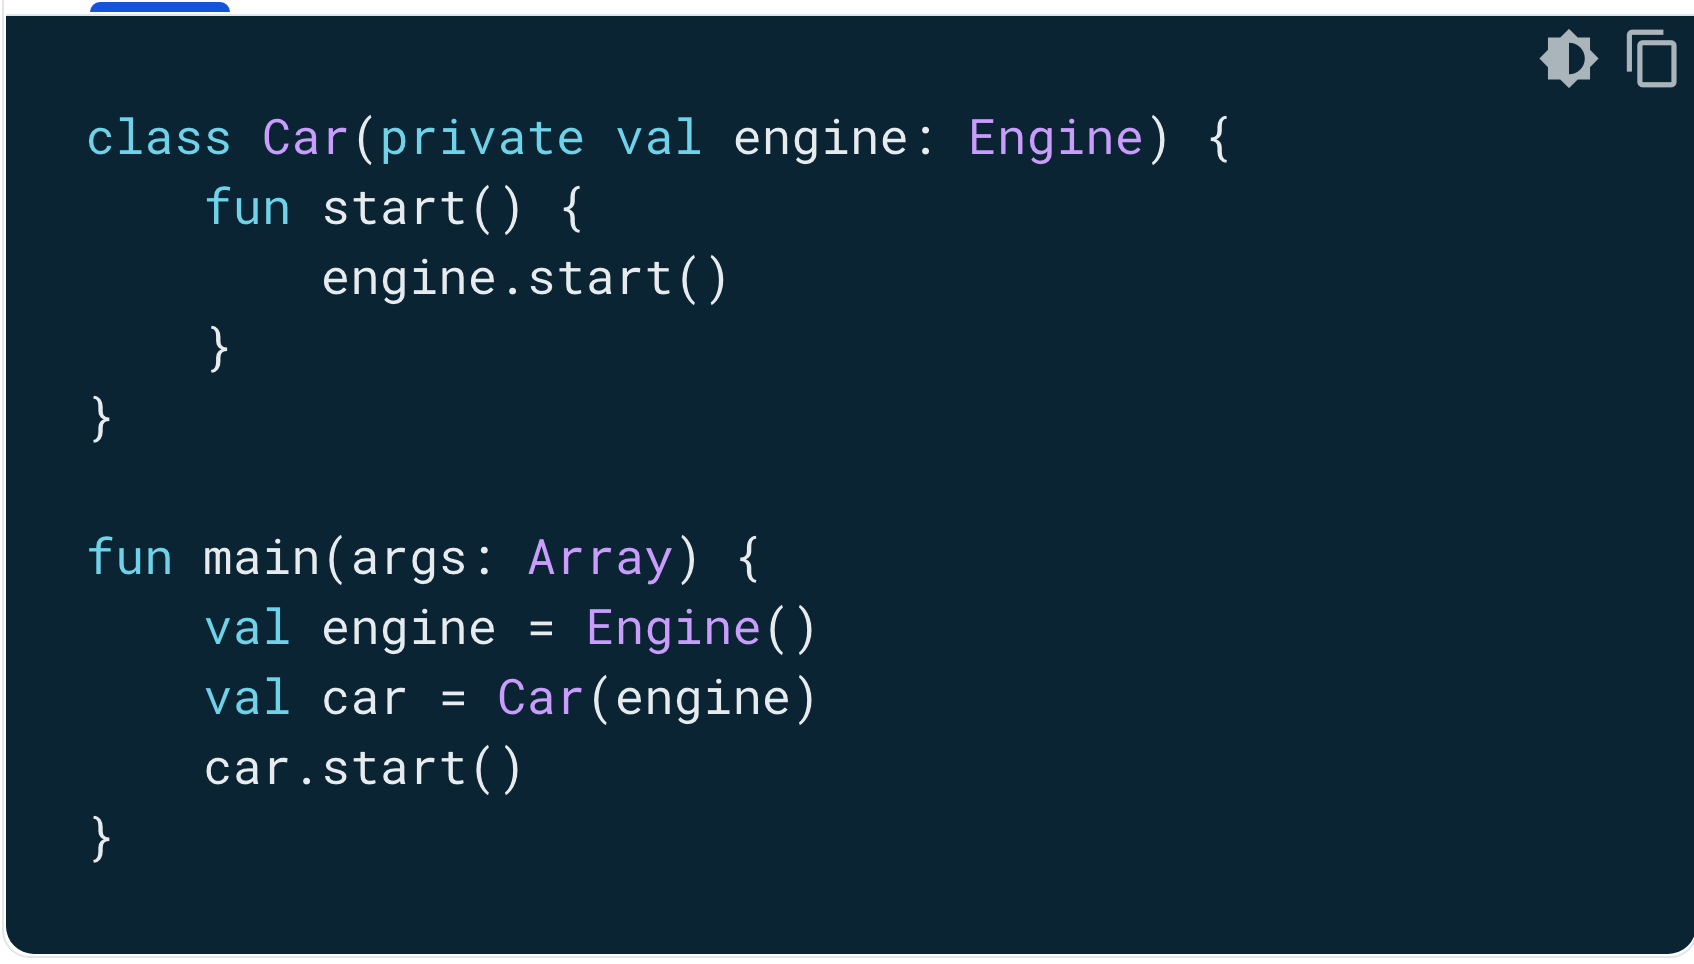 class Car(private val engine: Engine) {
    fun start() {
        engine.start()
    }
}

fun main(args: Array) {
    val engine = Engine()
    val car = Car(engine)
    car.start()
}